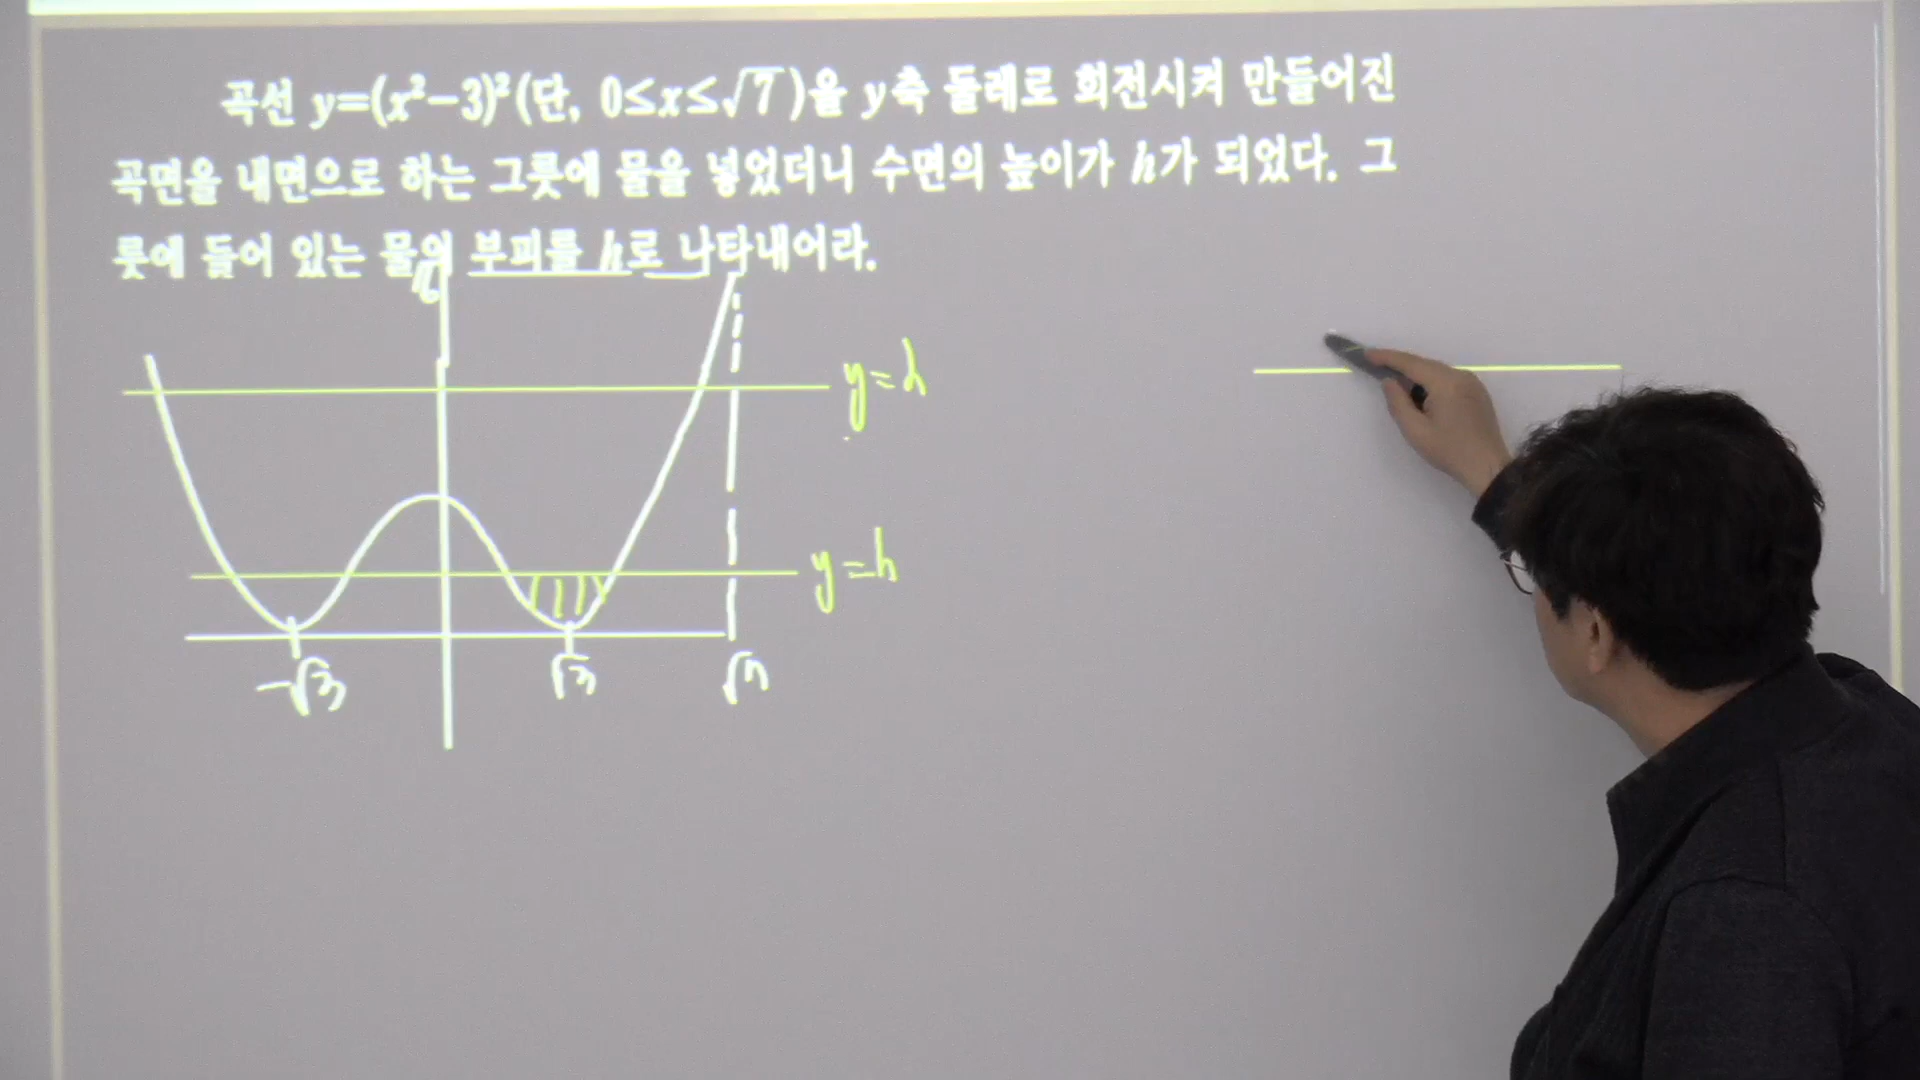 곡선 y=(x²-3)²(단, 0≤x≤√7)을 y축 둘레로 회전시켜 만들어진
곡면을 내면으로 하는 그릇에 물을 넣었더니 수면의 높이가 h가 되었다. 그
릇에 들어 있는 물의 부피를 h로 나타내어라.
16
y=h
y=h
-√3
√3
√7